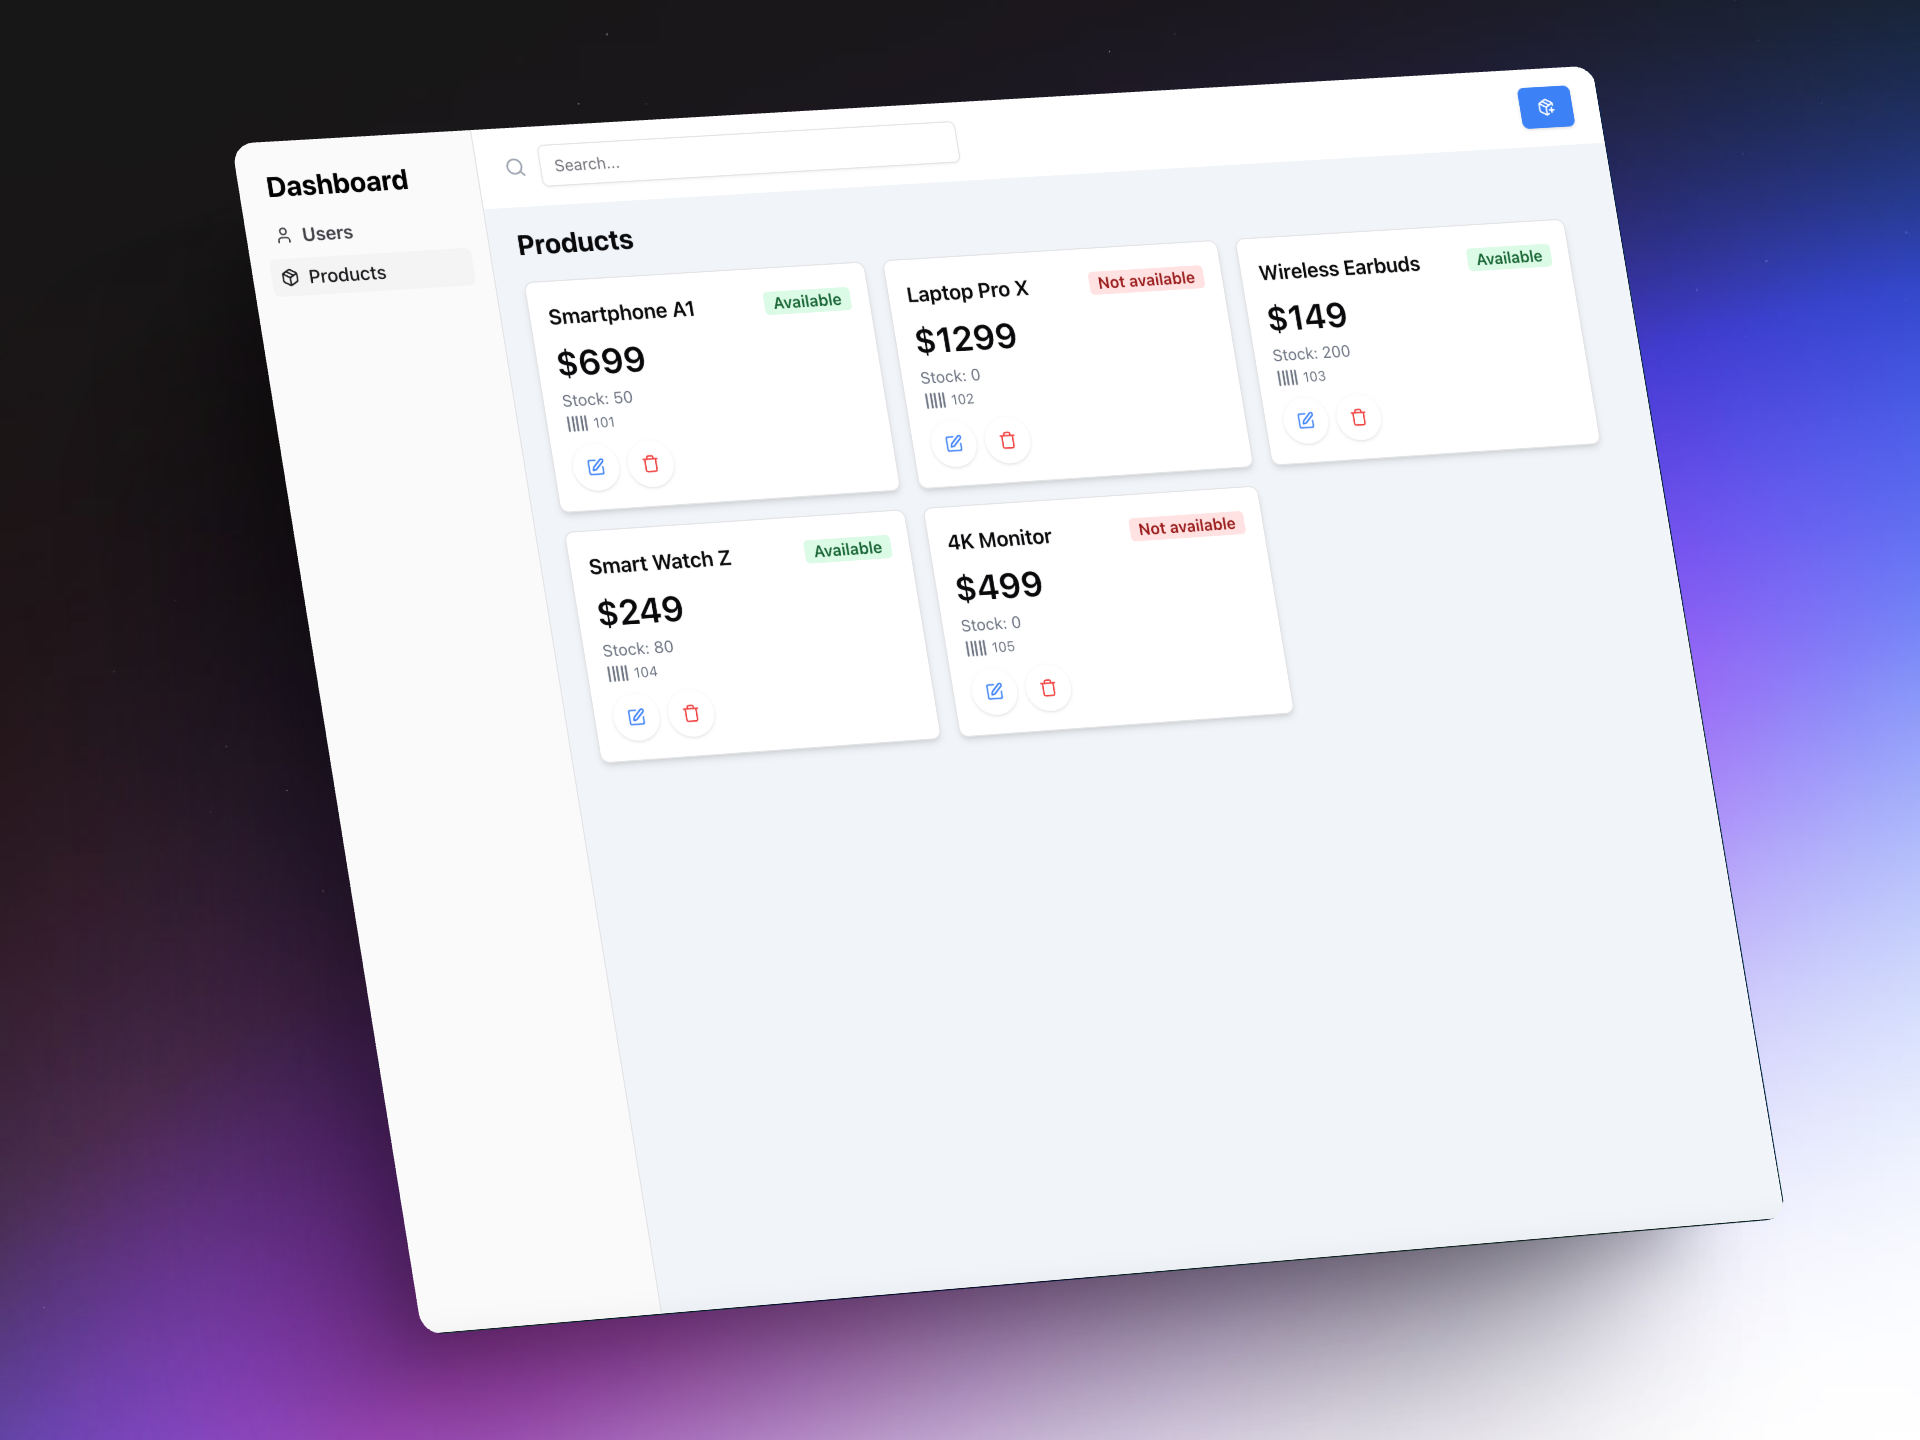 Dashboard
Users
Products
Search...
Products
Smartphone A1
Available
$699
Stock: 50
101
Laptop Pro X
Not available
$1299
Stock: 0
102
Wireless Earbuds
Available
$149
Stock: 200
103
Smart Watch Z
Available
$249
Stock: 80
104
4K Monitor
Not available
$499
Stock: 0
105